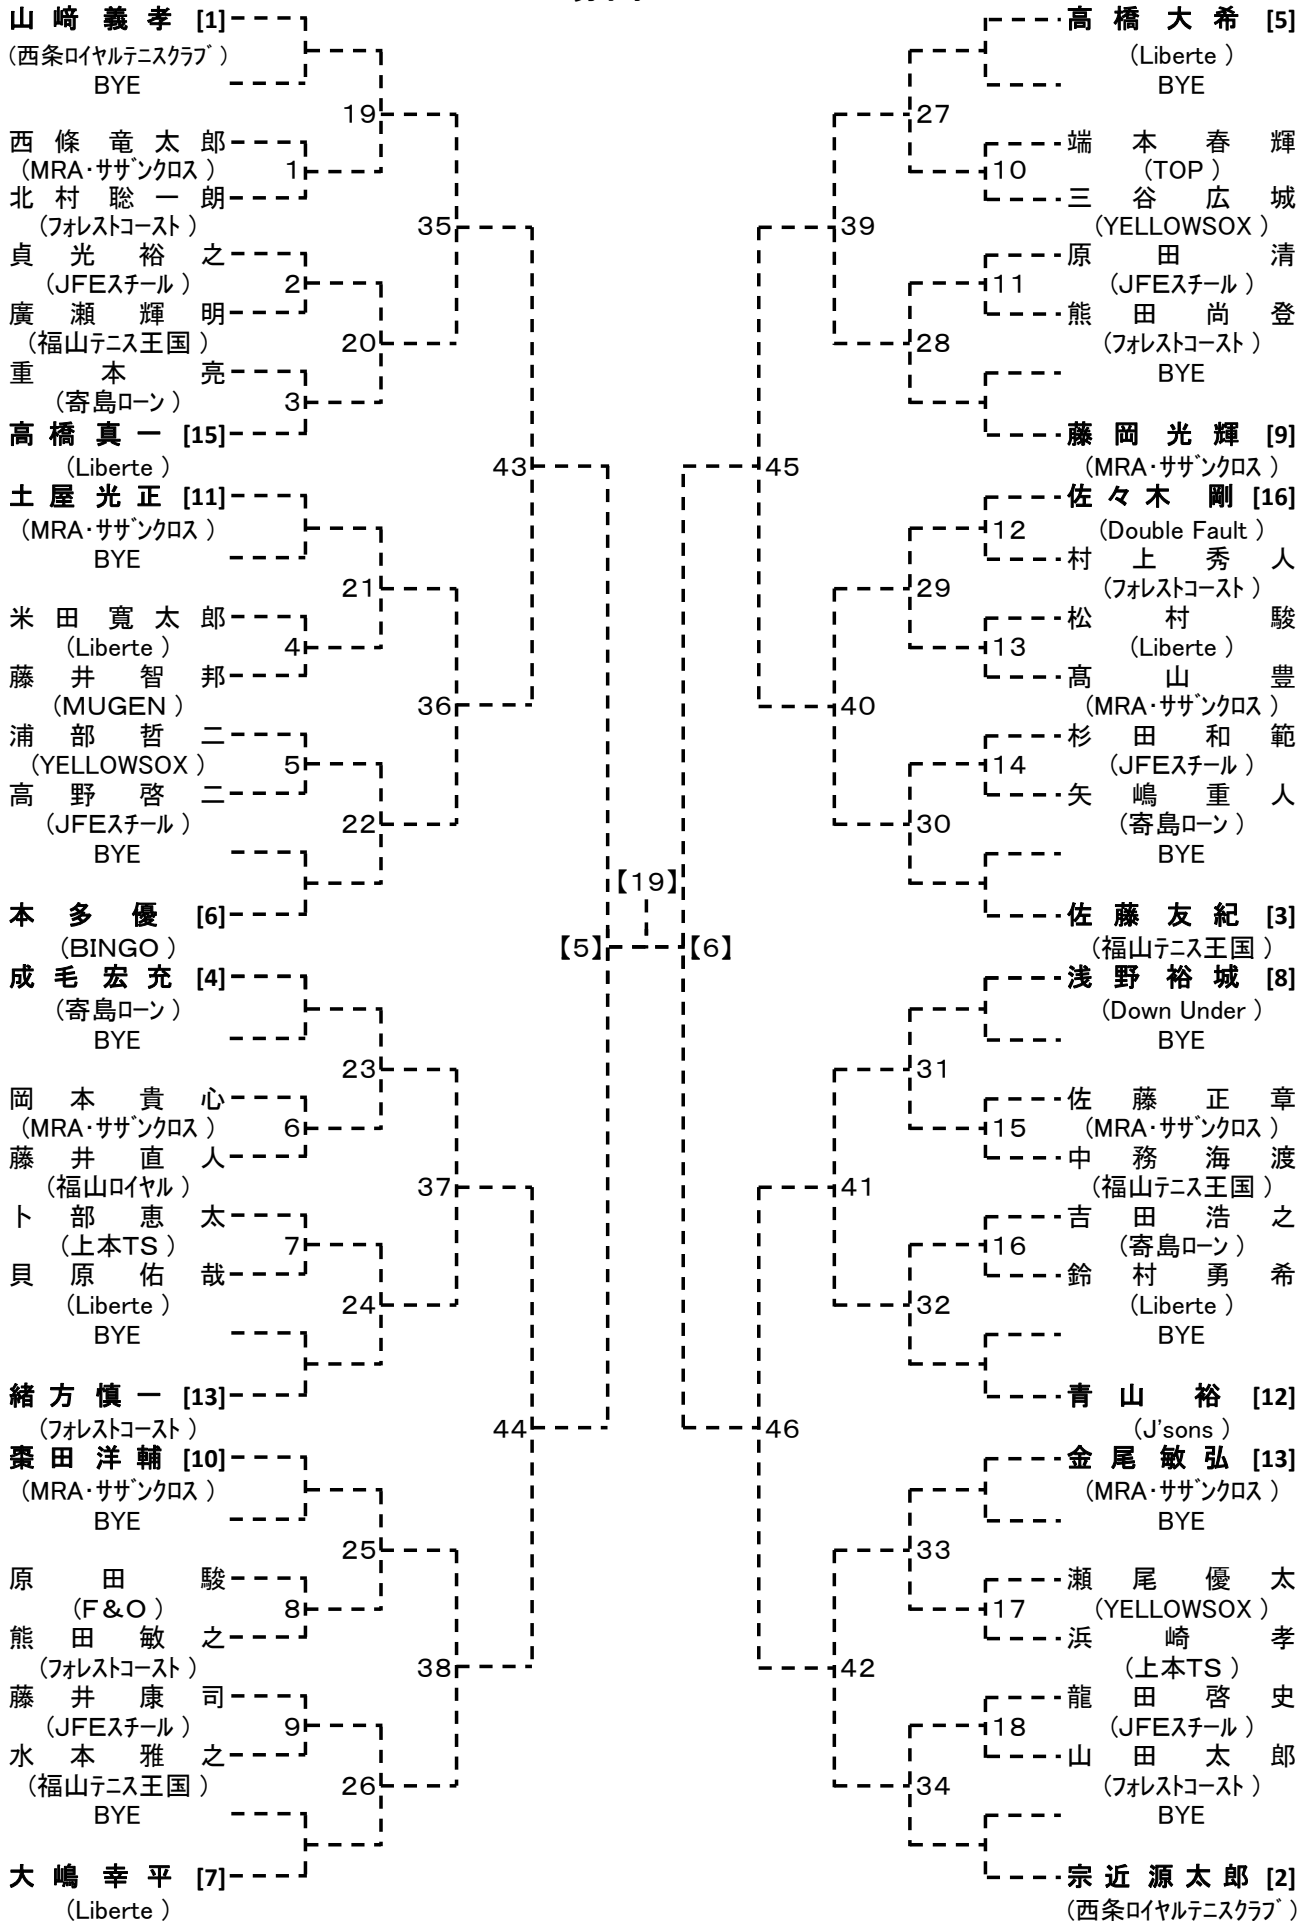 山﨑義孝 [1]
(西条ロイヤルテニスクラブ)
BYE
19
西條竜太郎
(MRA・サザンクロス)
1
北村聡一朗
(フォレストコースト)
35
貞光裕之
(JFEスチール)
2
廣瀬輝明
(福山テニス王国)
20
重本亮
(寄島ローン)
3
高橋真一 [15]
(Liberte)
43
土屋光正 [11]
(MRA・サザンクロス)
BYE
21
米田寛太郎
(Liberte)
4
藤井智邦
(MUGEN)
36
浦部哲二
(YELLOWSOX)
5
高野啓二
(JFEスチール)
22
BYE
本多優 [6]
(BINGO)
成毛宏充 [4]
(寄島ローン)
BYE
23
岡本貴心
(MRA・サザンクロス)
6
藤井直人
(福山ロイヤル)
37
卜部恵太
(上本TS)
7
貝原佑哉
(Liberte)
24
BYE
緒方慎一 [13]
(フォレストコースト)
44
棗田洋輔 [10]
(MRA・サザンクロス)
BYE
25
原田駿
(F&O)
8
熊田敏之
(フォレストコースト)
38
藤井康司
(JFEスチール)
9
水本雅之
(福山テニス王国)
26
BYE
大嶋幸平 [7]
(Liberte)
【19】
【5】
【6】
高橋大希 [5]
(Liberte)
BYE
27
端本春輝
10
(TOP)
三谷広城
(YELLOWSOX)
39
原田清
11
(JFEスチール)
熊田尚登
(フォレストコースト)
28
BYE
藤岡光輝 [9]
(MRA・サザンクロス)
45
佐々木剛 [16]
12
(Double Fault)
村上秀人
(フォレストコースト)
29
松村駿
13
(Liberte)
髙山豊
(MRA・サザンクロス)
40
杉田和範
14
(JFEスチール)
矢嶋重人
(寄島ローン)
30
BYE
佐藤友紀 [3]
(福山テニス王国)
浅野裕城 [8]
(Down Under)
BYE
31
佐藤正章
15
(MRA・サザンクロス)
中務海渡
(福山テニス王国)
41
吉田浩之
16
(寄島ローン)
鈴村勇希
(Liberte)
32
BYE
青山裕 [12]
(J'sons)
46
金尾敏弘 [13]
(MRA・サザンクロス)
BYE
33
瀬尾優太
17
(YELLOWSOX)
浜崎孝
(上本TS)
42
龍田啓史
18
(JFEスチール)
山田太郎
(フォレストコースト)
34
BYE
宗近源太郎 [2]
(西条ロイヤルテニスクラブ)